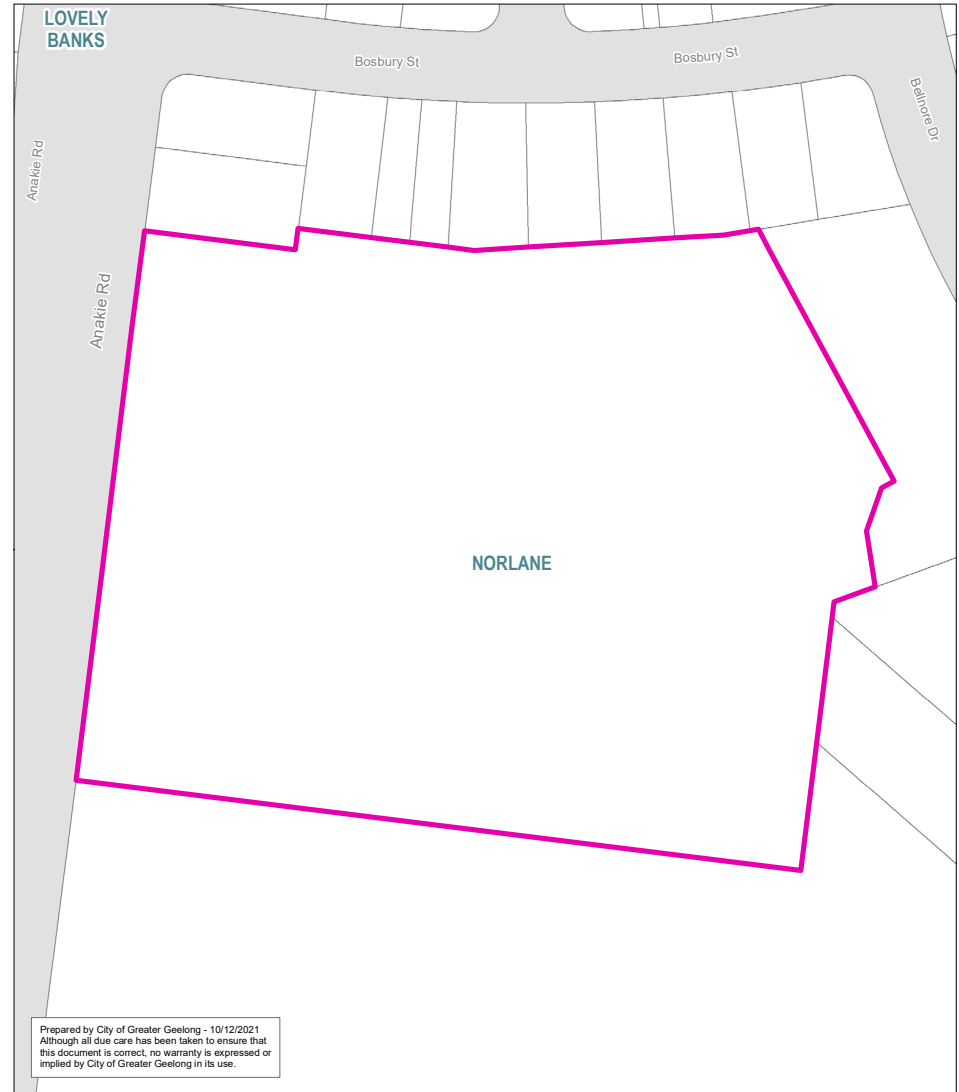 LOVELY
BANKS
Bosbury St
Bosbury St
Bellnore Dr
Anakie Rd
Anakie Rd
NORLANE
Prepared by City of Greater Geelong - 10/12/2021
Although all due care has been taken to ensure that
this document is correct, no warranty is expressed or
implied by City of Greater Geelong in its use.